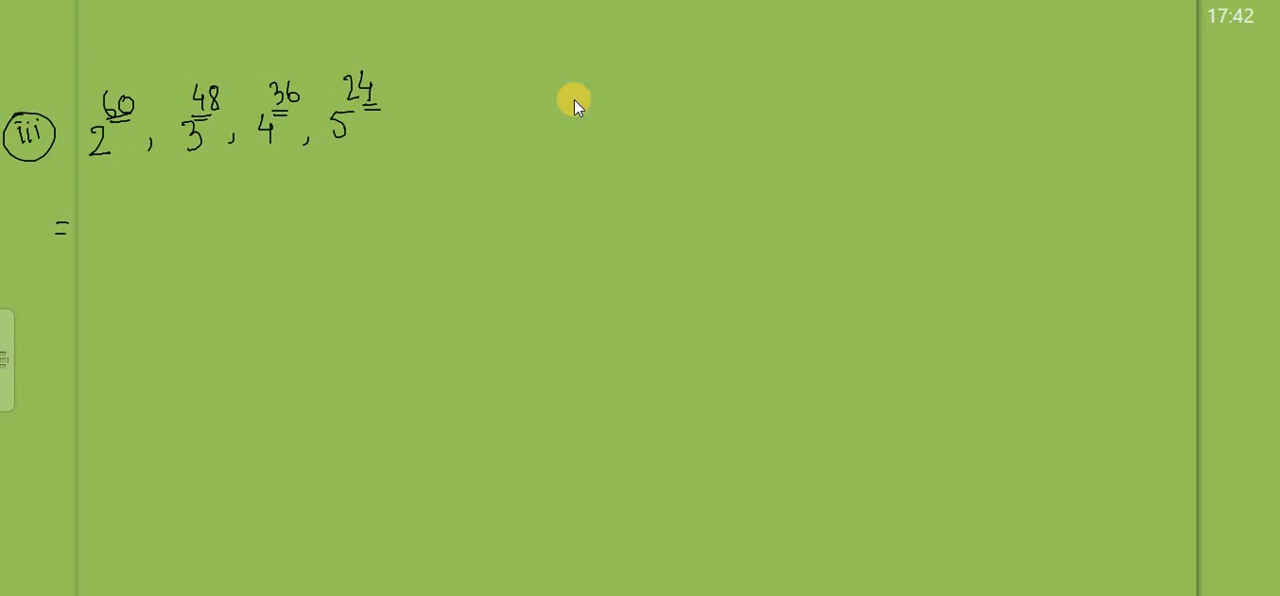 17:42
iii 2^60, 3^48, 4^36, 5^24
=